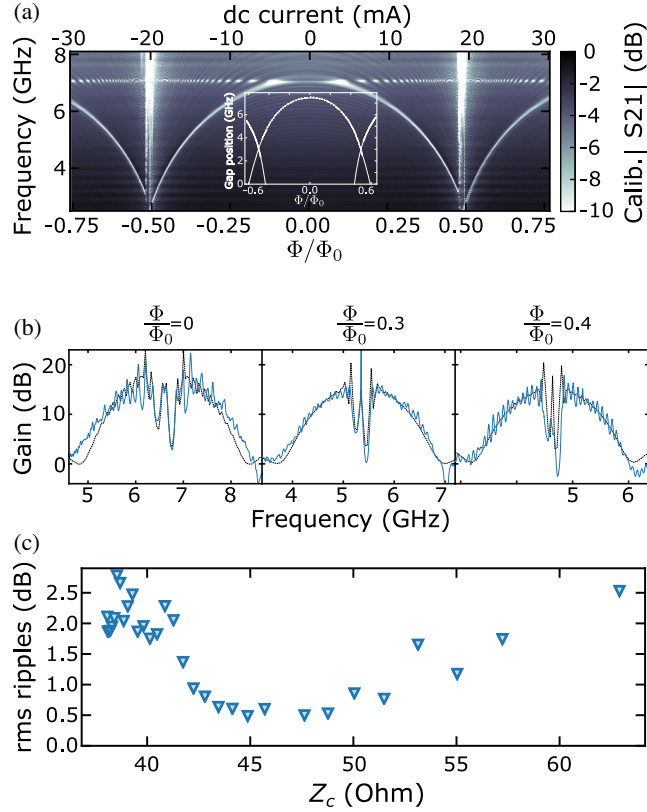 (a)
dc current (mA)
-30 -20 -10 0 10 20 30
Frequency (GHz)
8
6
4
Gap position (GHz)
6
4
2
0
-0.6 0.0 0.6
Φ/Φ0
0
-2
-4
-6
-8
-10
Calib.| S21| (dB)
-0.75 -0.50 -0.25 0.00 0.25 0.50 0.75
Φ/Φ0
(b)
Φ/Φ0=0 Φ/Φ0=0.3 Φ/Φ0=0.4
Gain (dB)
20
10
0
5 6 7 8 4 5 6 7 5 6
Frequency (GHz)
(c)
rms ripples (dB)
2.5
2.0
1.5
1.0
0.5
0.0
40 45 50 55 60
Zc (Ohm)